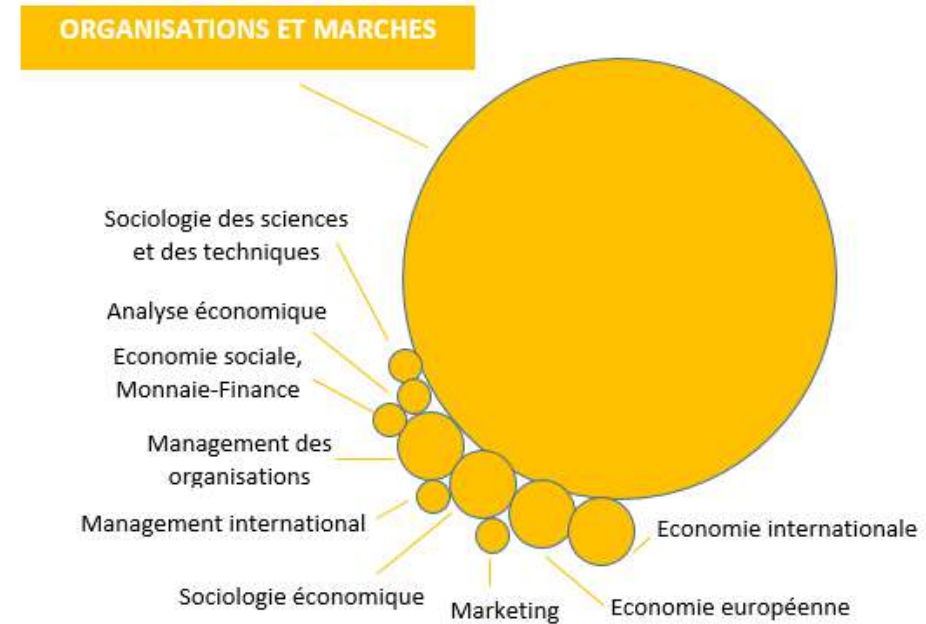 ORGANISATIONS ET MARCHES
Sociologie des sciences
et des techniques
Analyse économique
Economie sociale,
Monnaie-Finance
Management des
organisations
Management international
Economie internationale
Sociologie économique
Marketing
Economie européenne